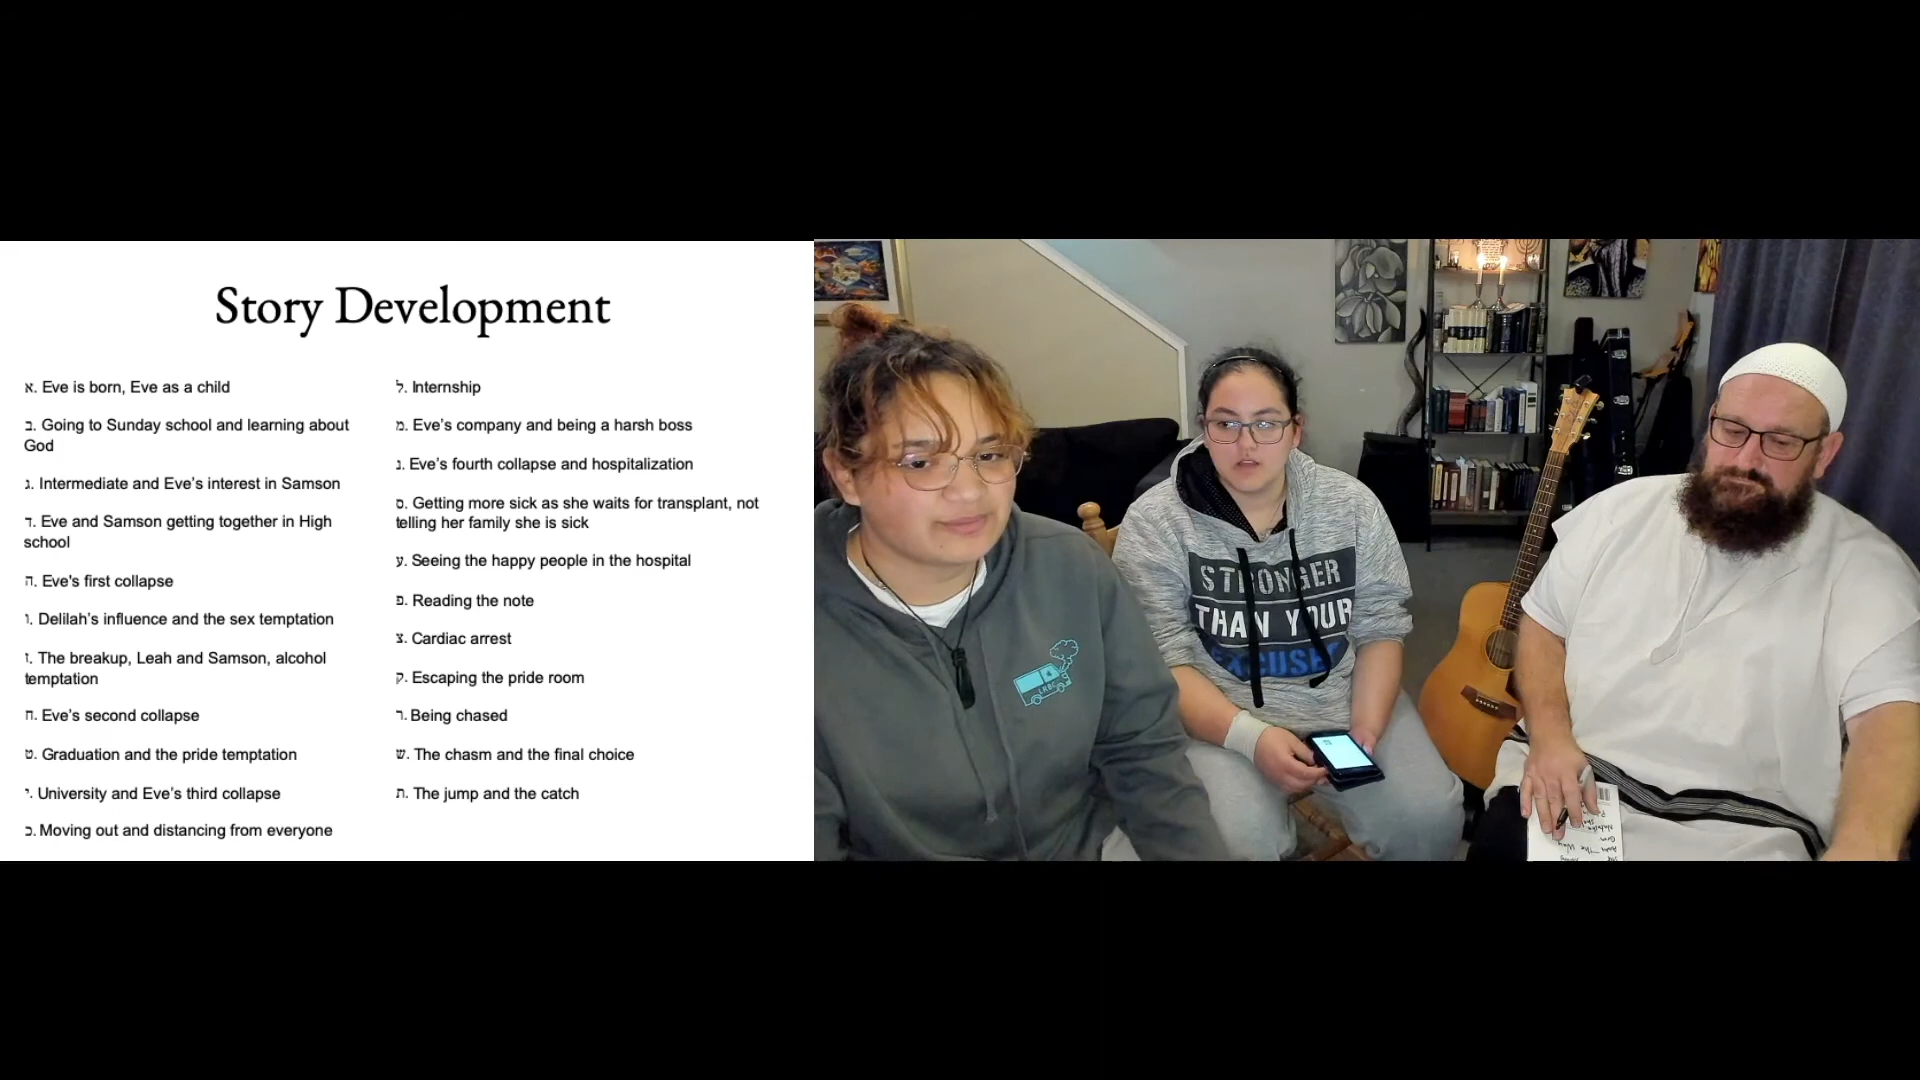 Story Development
א. Eve is born, Eve as a child
ב. Going to Sunday school and learning about
God
ג. Intermediate and Eve's interest in Samson
ד. Eve and Samson getting together in High
school
ה. Eve's first collapse
ו. Delilah's influence and the sex temptation
ז. The breakup, Leah and Samson, alcohol
temptation
ח. Eve's second collapse
ט. Graduation and the pride temptation
י. University and Eve's third collapse
כ. Moving out and distancing from everyone
ל. Internship
מ. Eve's company and being a harsh boss
נ. Eve's fourth collapse and hospitalization
ס. Getting more sick as she waits for transplant, not
telling her family she is sick
ע. Seeing the happy people in the hospital
פ. Reading the note
צ. Cardiac arrest
ק. Escaping the pride room
ר. Being chased
ש. The chasm and the final choice
ת. The jump and the catch
STRONGER
THAN YOUR
EXCUSE
The Way